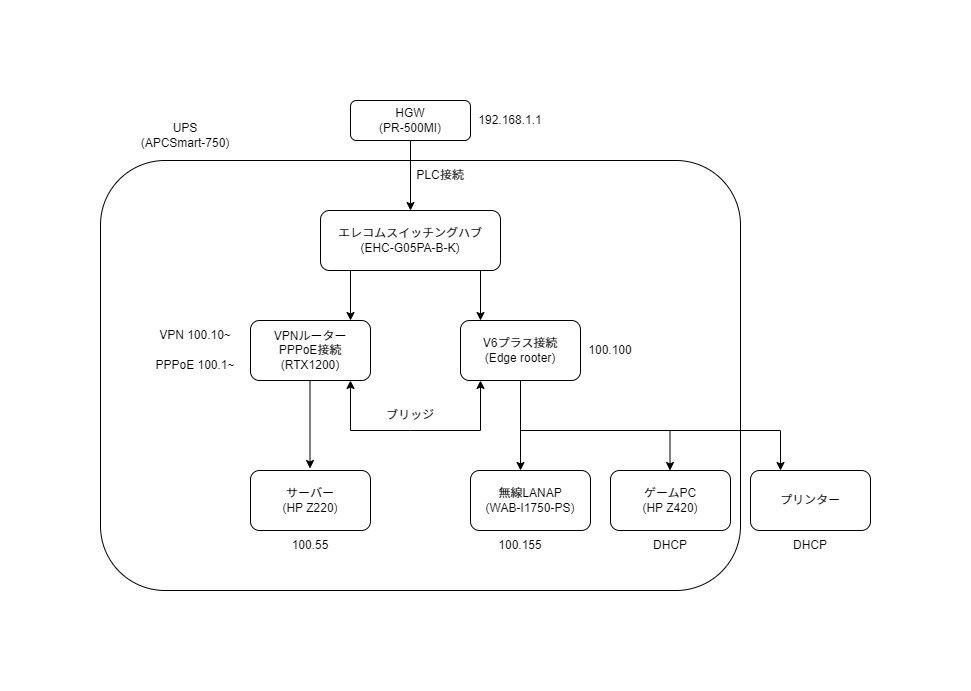 HGW
(PR-500MI)
192.168.1.1
UPS
(APCSmart-750)
PLC接続
エレコムスイッチングハブ
(EHC-G05PA-B-K)
VPN 100.10~
PPPoE 100.1~
VPNルーター
PPPoE接続
(RTX1200)
V6プラス接続
(Edge rooter)
100.100
ブリッジ
サーバー
(HP Z220)
100.55
無線LANAP
(WAB-I1750-PS)
100.155
ゲームPC
(HP Z420)
DHCP
プリンター
DHCP